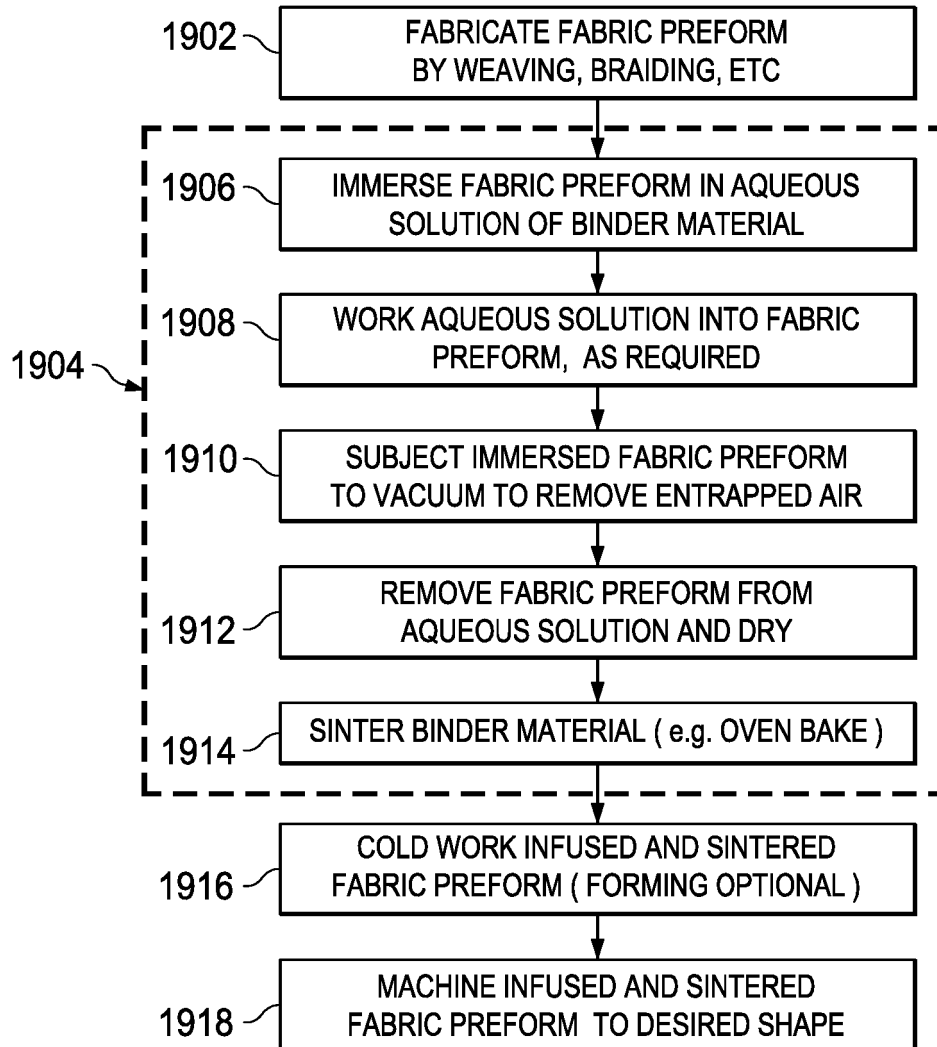 1902
FABRICATE FABRIC PREFORM
BY WEAVING, BRAIDING, ETC
1904
1906
IMMERSE FABRIC PREFORM IN AQUEOUS
SOLUTION OF BINDER MATERIAL
1908
WORK AQUEOUS SOLUTION INTO FABRIC
PREFORM, AS REQUIRED
1910
SUBJECT IMMERSED FABRIC PREFORM
TO VACUUM TO REMOVE ENTRAPPED AIR
1912
REMOVE FABRIC PREFORM FROM
AQUEOUS SOLUTION AND DRY
1914
SINTER BINDER MATERIAL ( e.g. OVEN BAKE )
1916
COLD WORK INFUSED AND SINTERED
FABRIC PREFORM ( FORMING OPTIONAL )
1918
MACHINE INFUSED AND SINTERED
FABRIC PREFORM TO DESIRED SHAPE